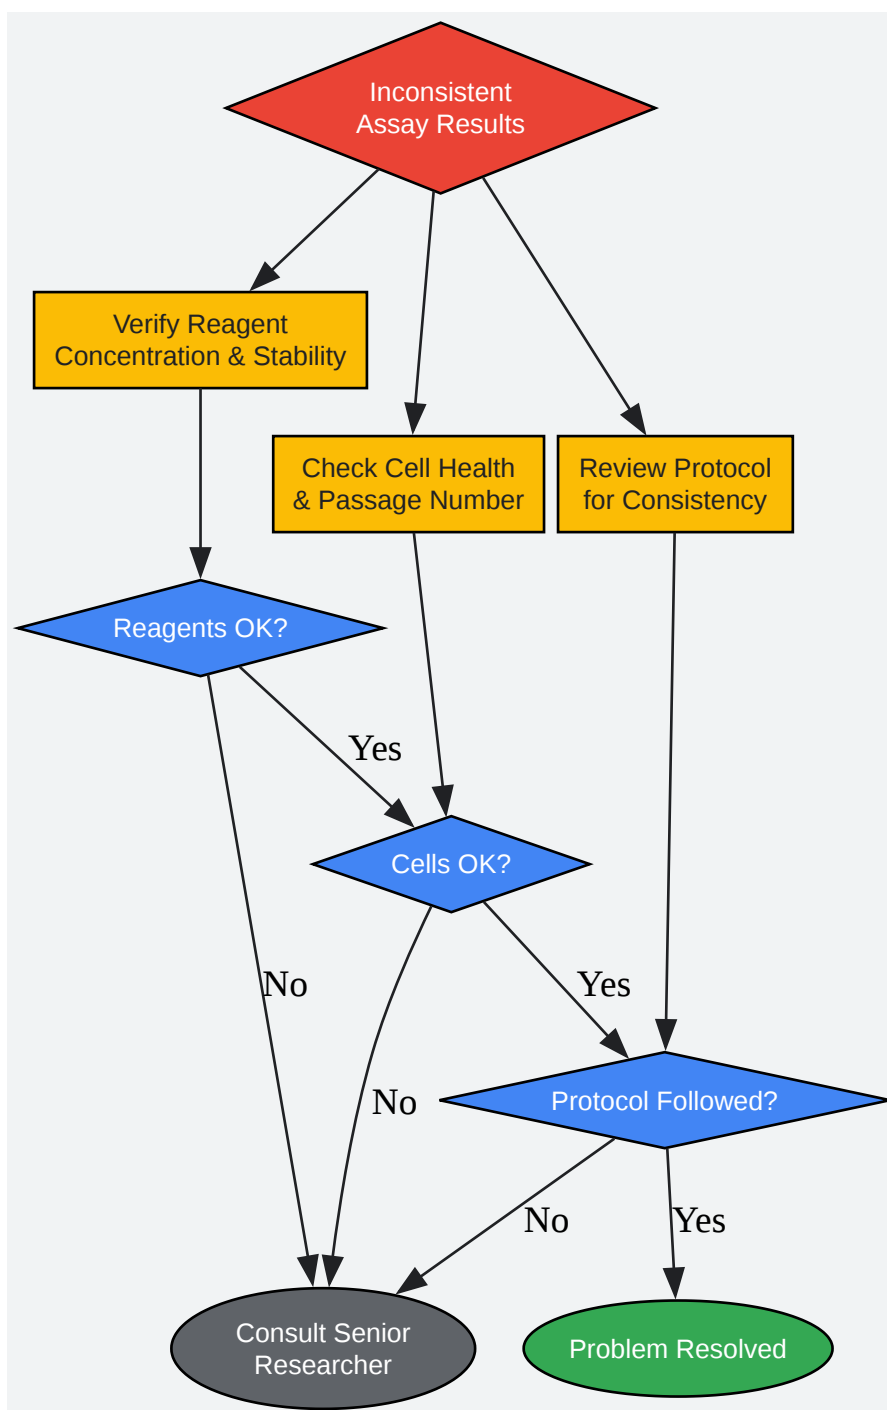 Inconsistent
Assay Results
Verify Reagent
Concentration & Stability
Check Cell Health
& Passage Number
Review Protocol
for Consistency
Reagents OK?
Yes
Cells OK?
No
Yes
No
Protocol Followed?
No
Yes
Consult Senior
Researcher
Problem Resolved